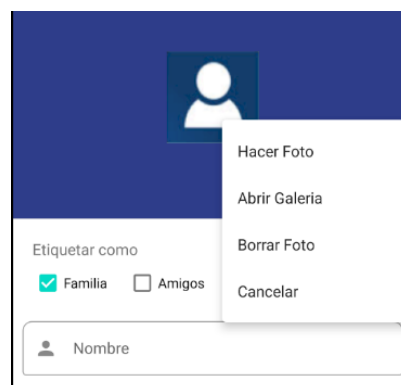 Hacer Foto
Abrir Galeria
Borrar Foto
Cancelar
Etiquetar como
Familia Amigos
Nombre